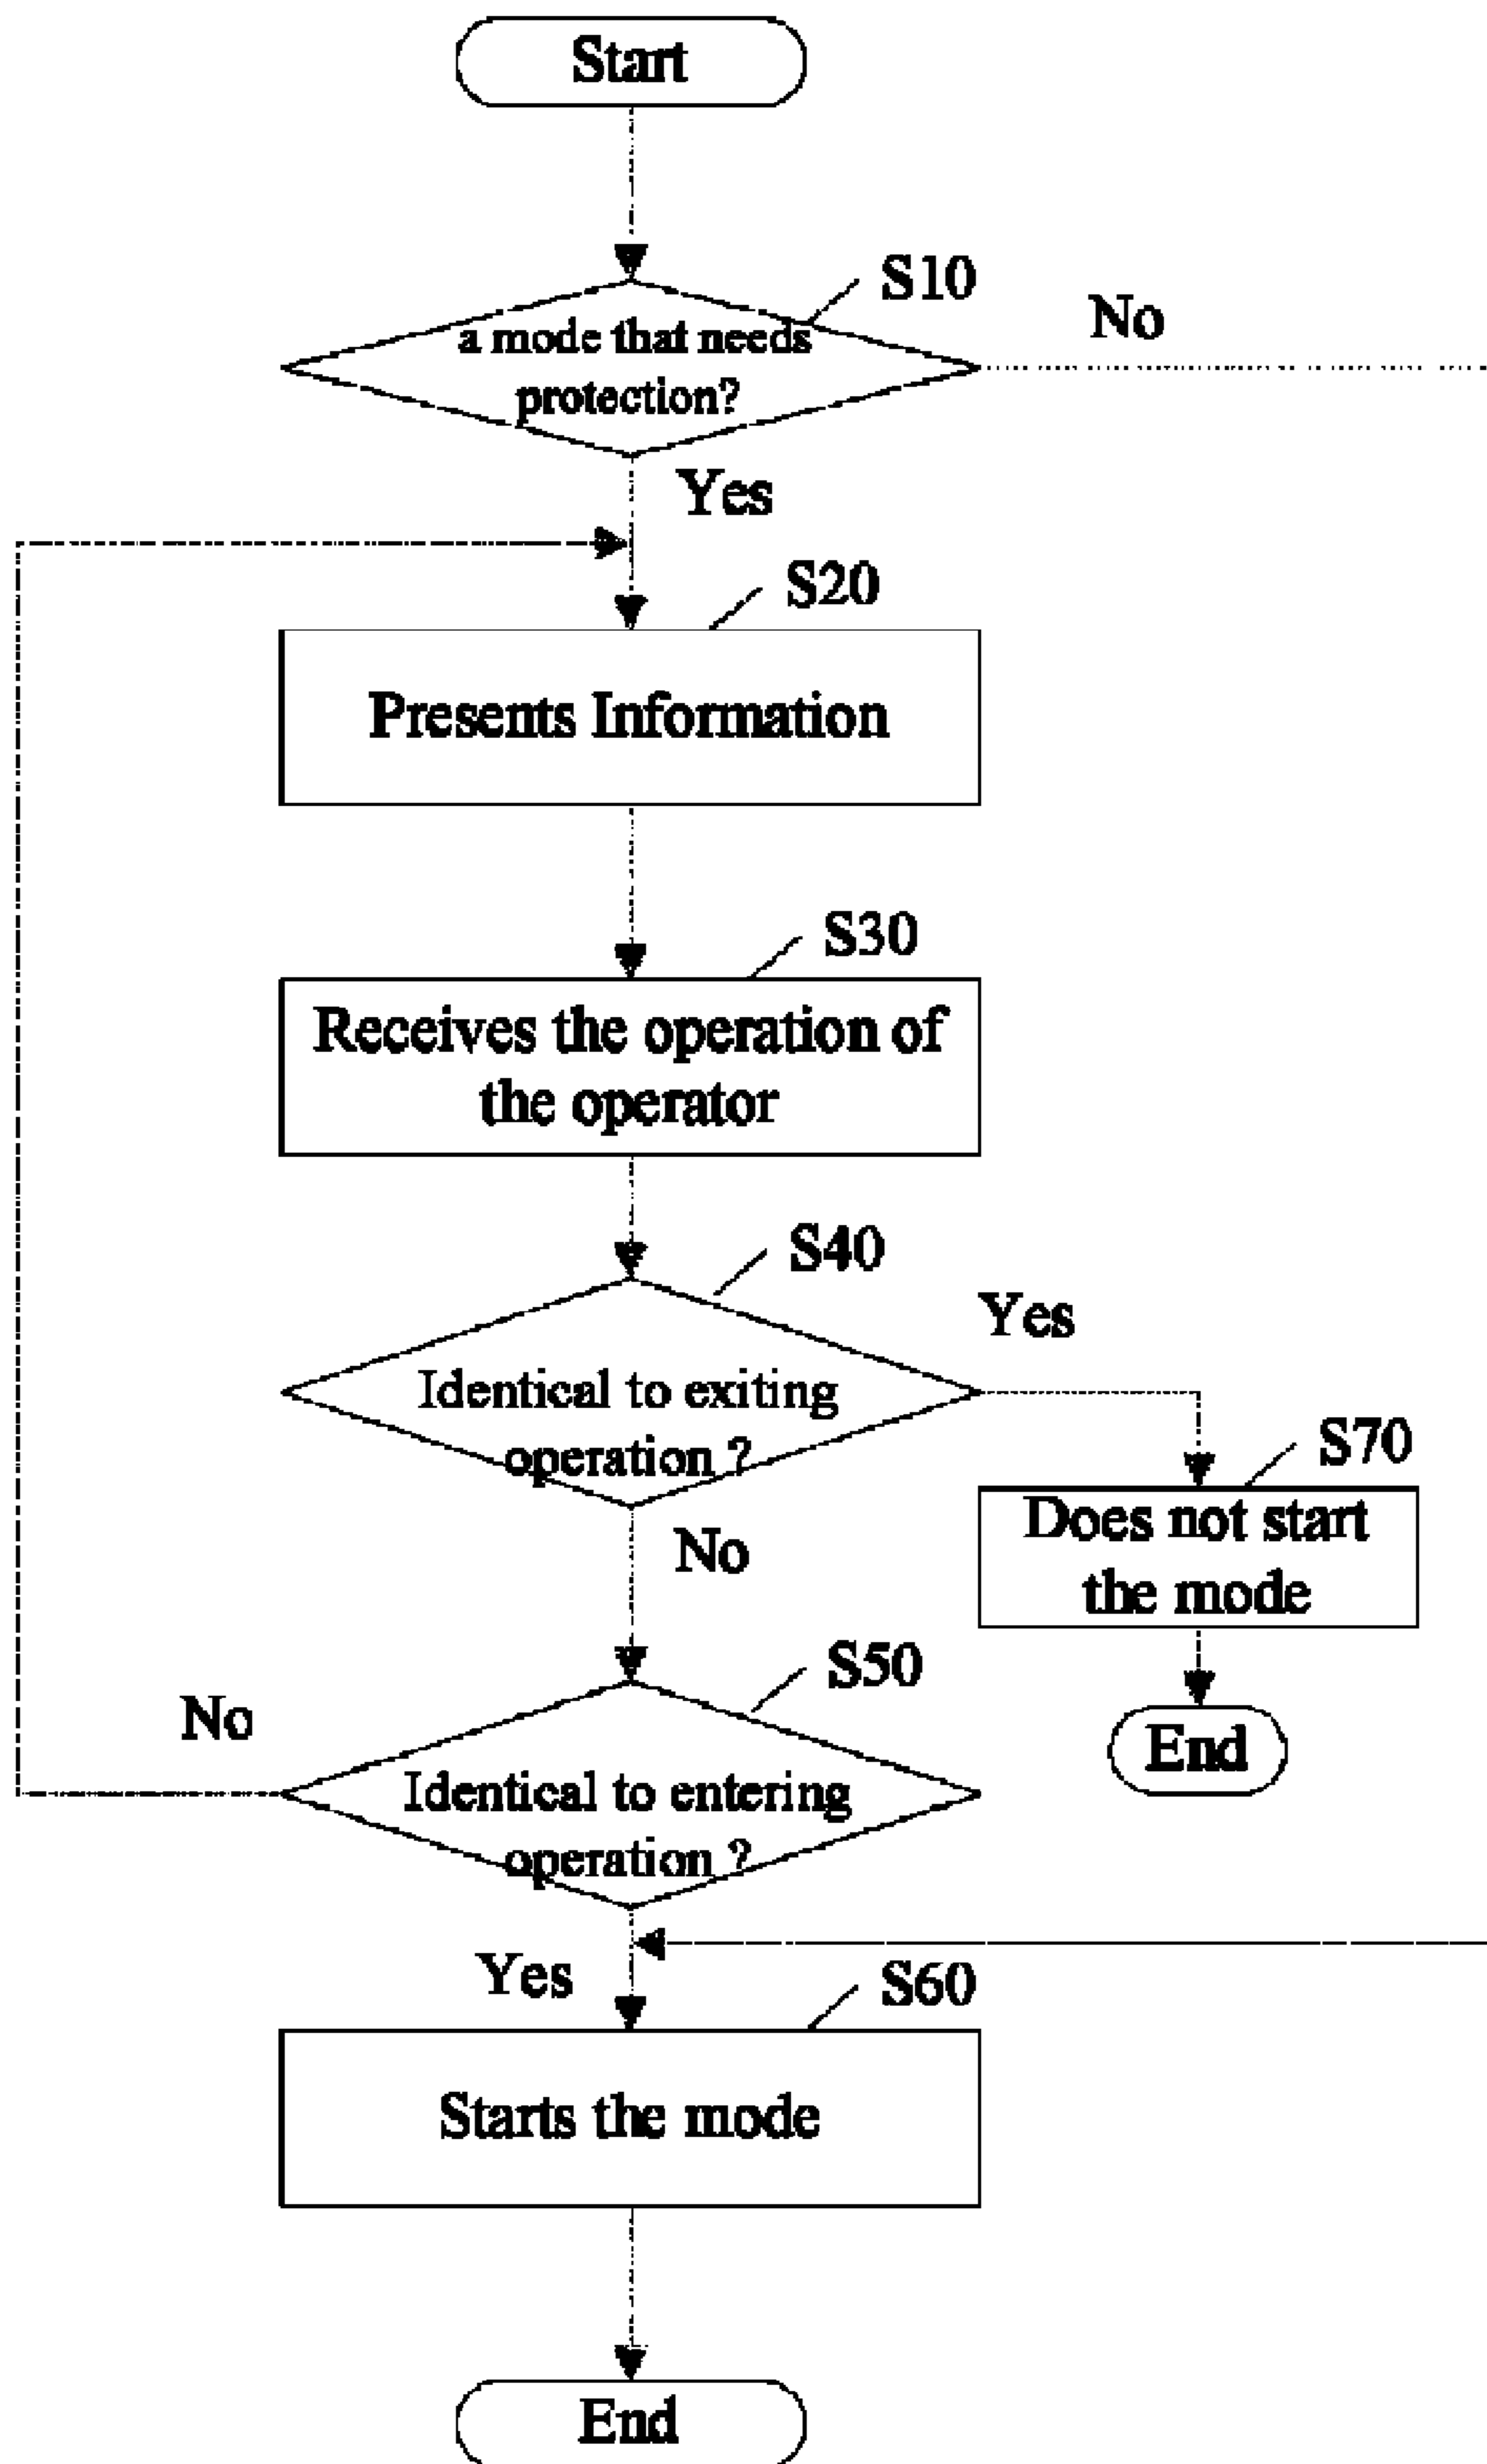 Start
S10
No
a mode that needs
protection?
Yes
S20
Presents Information
S30
Receives the operation of
the operator
S40
Yes
Identical to exiting
operation ?
S70
Does not start
the mode
No
S50
No
End
Identical to entering
operation ?
Yes
S60
Starts the mode
End